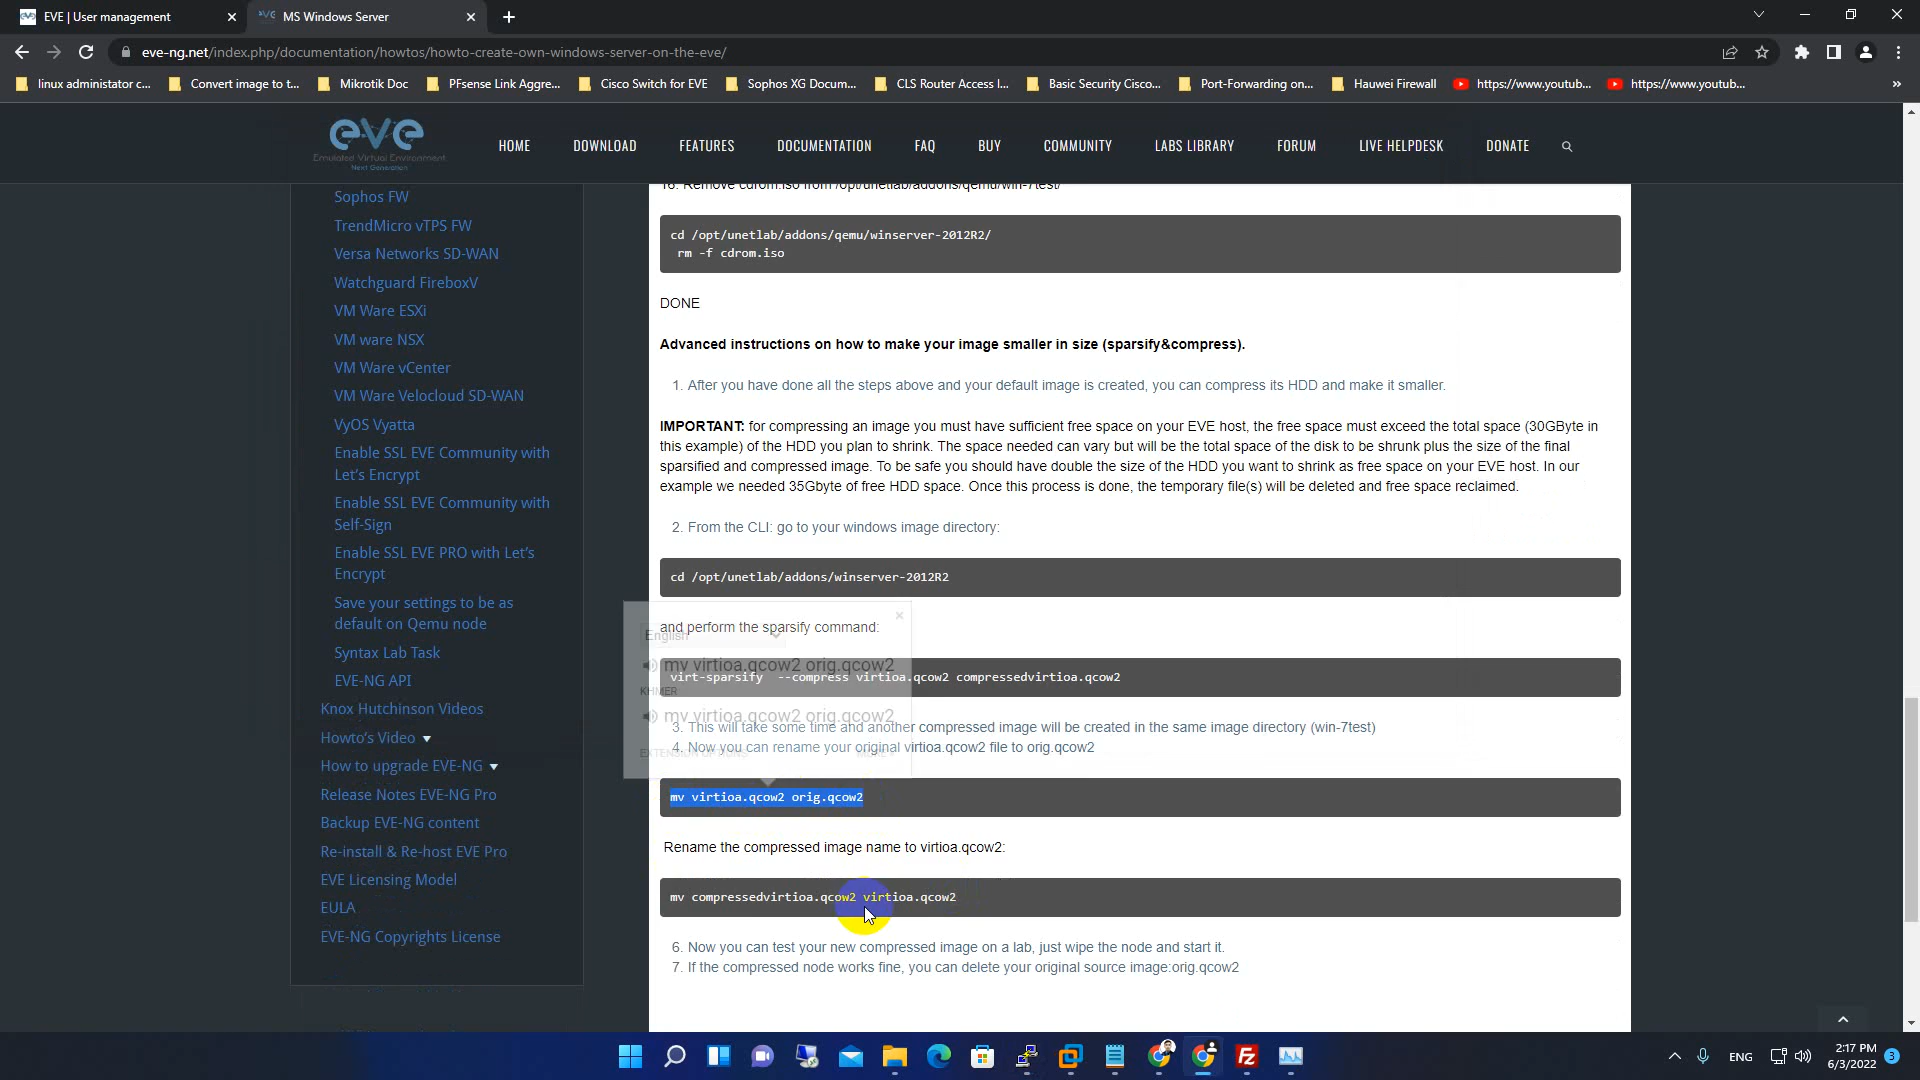 EVE | User management
MS Windows Server
eve-ng.net/index.php/documentation/howtos/howto-create-own-windows-server-on-the-eve/
linux administator c...
Convert image to t...
Mikrotik Doc
PFsense Link Aggre...
Cisco Switch for EVE
Sophos XG Docum...
CLS Router Access l...
Basic Security Cisco...
Port-Forwarding on...
Hauwei Firewall
https://www.youtub...
https://www.youtub...
eve
Emulated Virtual Environment
Next Generation
HOME
DOWNLOAD
FEATURES
DOCUMENTATION
FAQ
BUY
COMMUNITY
LABS LIBRARY
FORUM
LIVE HELPDESK
DONATE
Sophos FW
TrendMicro vTPS FW
Versa Networks SD-WAN
Watchguard FireboxV
VM Ware ESXi
VM ware NSX
VM Ware vCenter
VM Ware Velocloud SD-WAN
VyOS Vyatta
Enable SSL EVE Community with
Let's Encrypt
Enable SSL EVE Community with
Self-Sign
Enable SSL EVE PRO with Let's
Encrypt
Save your settings to be as
default on Qemu node
Syntax Lab Task
EVE-NG API
Knox Hutchinson Videos
Howto's Video
How to upgrade EVE-NG
Release Notes EVE-NG Pro
Backup EVE-NG content
Re-install & Re-host EVE Pro
EVE Licensing Model
EULA
EVE-NG Copyrights License
16. Remove cdrom.iso from /opt/unetlab/addons/qemu/win-7test/
cd /opt/unetlab/addons/qemu/winserver-2012R2/
rm -f cdrom.iso
DONE
Advanced instructions on how to make your image smaller in size (sparsify&compress).
1. After you have done all the steps above and your default image is created, you can compress its HDD and make it smaller.
IMPORTANT: for compressing an image you must have sufficient free space on your EVE host, the free space must exceed the total space (30GByte in
this example) of the HDD you plan to shrink. The space needed can vary but will be the total space of the disk to be shrunk plus the size of the final
sparsified and compressed image. To be safe you should have double the size of the HDD you want to shrink as free space on your EVE host. In our
example we needed 35Gbyte of free HDD space. Once this process is done, the temporary file(s) will be deleted and free space reclaimed.
2. From the CLI: go to your windows image directory:
cd /opt/unetlab/addons/winserver-2012R2
and perform the sparsify command:
English
mv virtioa.qcow2 orig.qcow2
virt-sparsify --compress virtioa.qcow2 compressedvirtioa.qcow2
KHMER
mv virtioa.qcow2 orig.qcow2
3. This will take some time and another compressed image will be created in the same image directory (win-7test)
4. Now you can rename your original virtioa.qcow2 file to orig.qcow2
EXTENSION OPTIONS
MORE »
mv virtioa.qcow2 orig.qcow2
Rename the compressed image name to virtioa.qcow2:
mv compressedvirtioa.qcow2 virtioa.qcow2
6. Now you can test your new compressed image on a lab, just wipe the node and start it.
7. If the compressed node works fine, you can delete your original source image:orig.qcow2
ENG
2:17 PM
6/3/2022
3